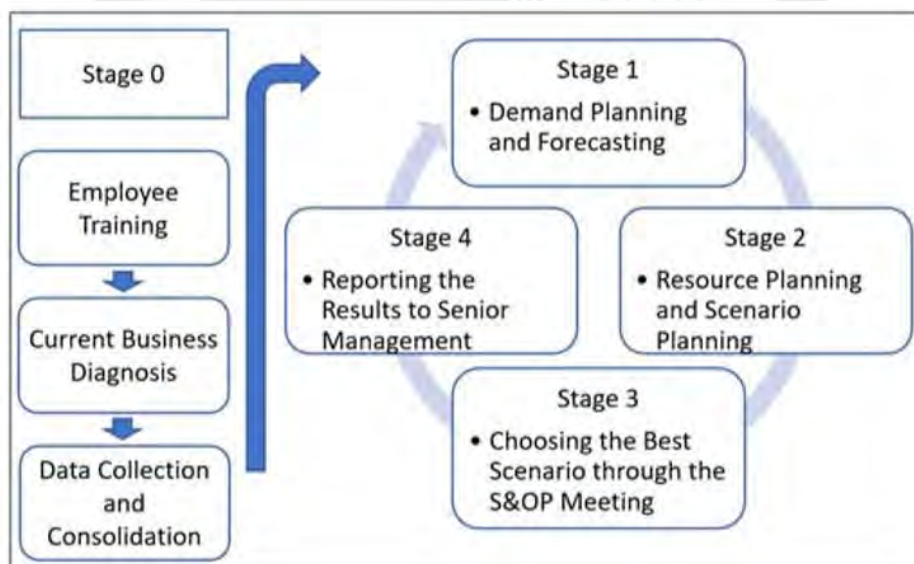 Stage 0
Employee
Training
Current Business
Diagnosis
Data Collection
and
Consolidation
Stage 1
• Demand Planning
and Forecasting
Stage 2
• Resource Planning
and Scenario
Planning
Stage 3
• Choosing the Best
Scenario through the
S&OP Meeting
Stage 4
• Reporting the
Results to Senior
Management